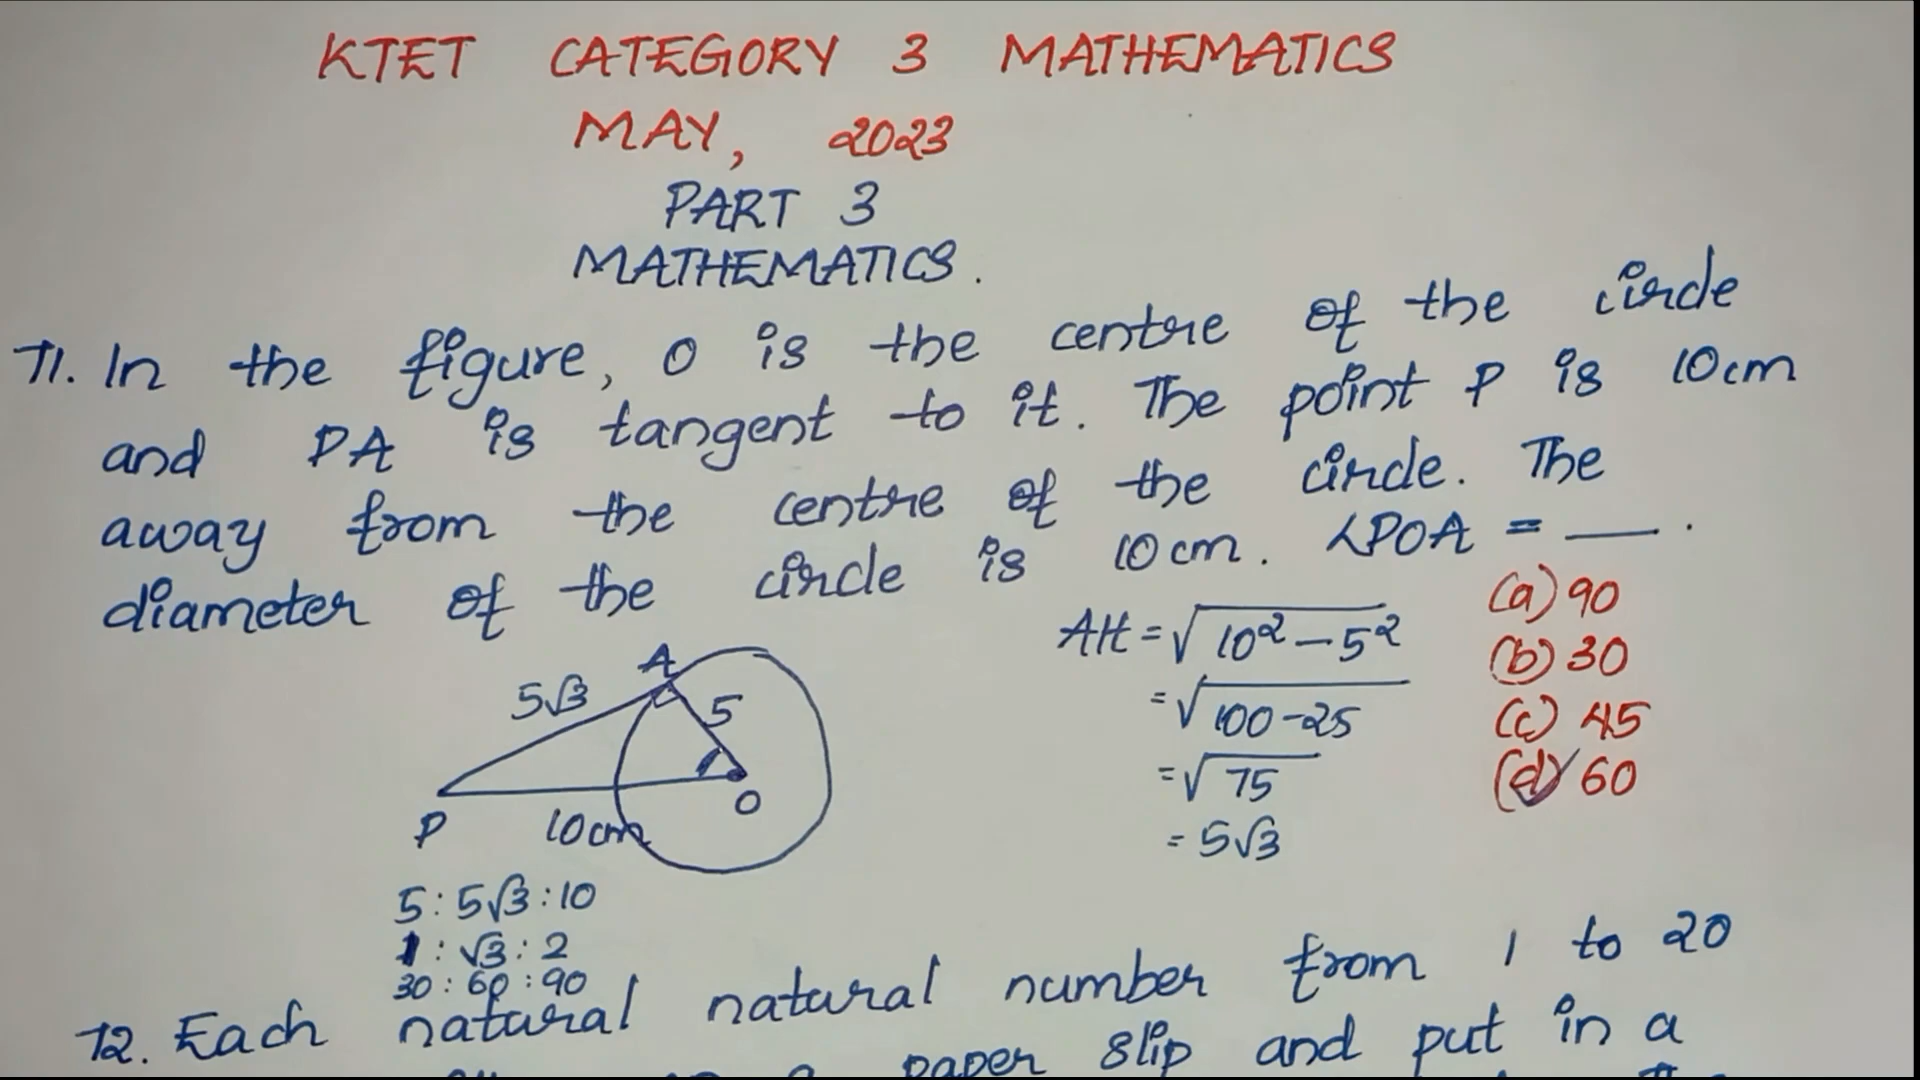 KTET CATEGORY 3 MATHEMATICS
MAY, 2023
PART 3
MATHEMATICS.
71. In the figure, O is the centre of the circle
and PA is tangent to it. The point P is 10cm
away from the centre of the circle. The
diameter of the circle is 10cm. ∠POA = __.
(a) 90
(b) 30
(c) 45
(d) 60
= √10² - 5²
= √100-25
= √75
= 5√3
A
5√3
5
P
10cm
O
5 : 5√3 : 10
1 : √3 : 2
30 : 60 : 90
72. Each natural natural number from 1 to 20
paper slip and put in a